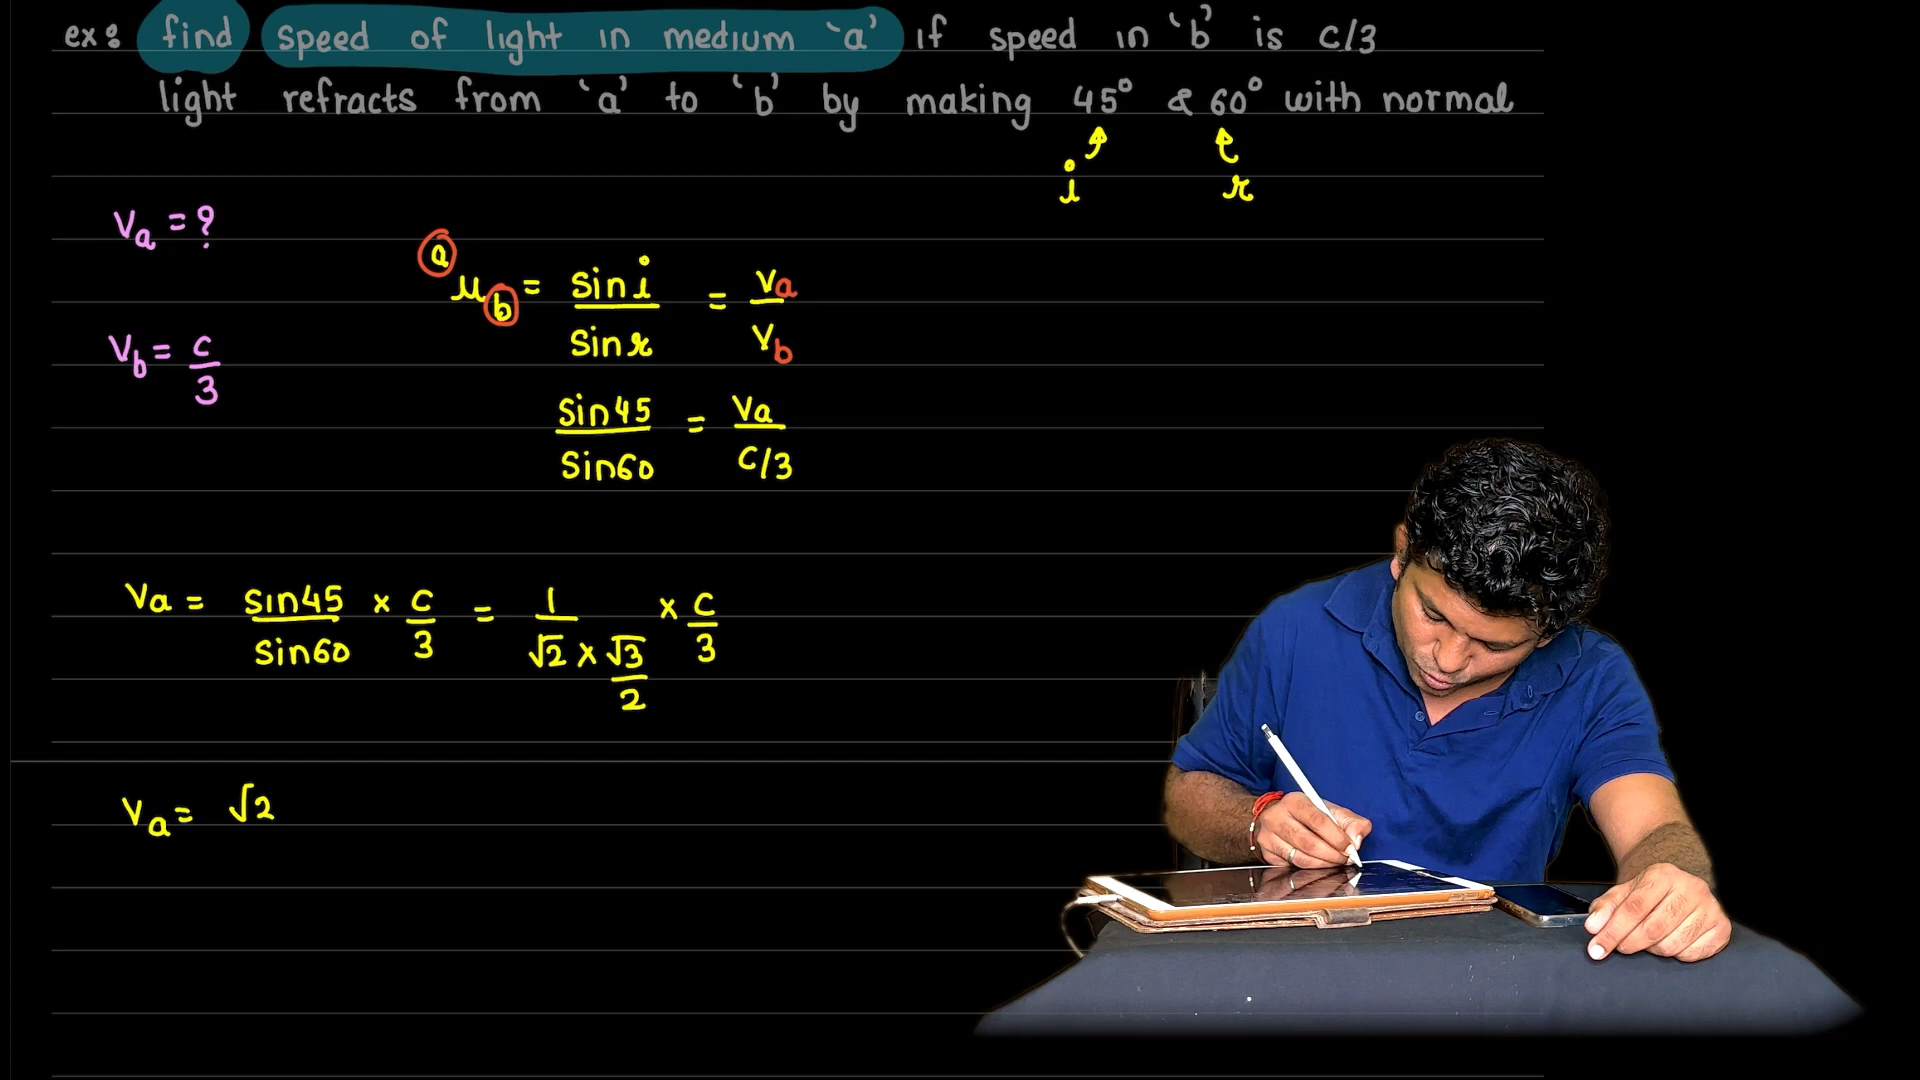 ex: find speed of light in medium 'a' if speed in 'b' is c/3
light refracts from 'a' to 'b' by making 45° & 60° with normal
i r
Va = ?
ᵃμb = sin i / sin r = Va / Vb
Vb = c/3
sin45 / sin60 = Va / c/3
Va = sin45 / sin60 × c/3 = 1 / √2 × √3/2 × c/3
Va = √2